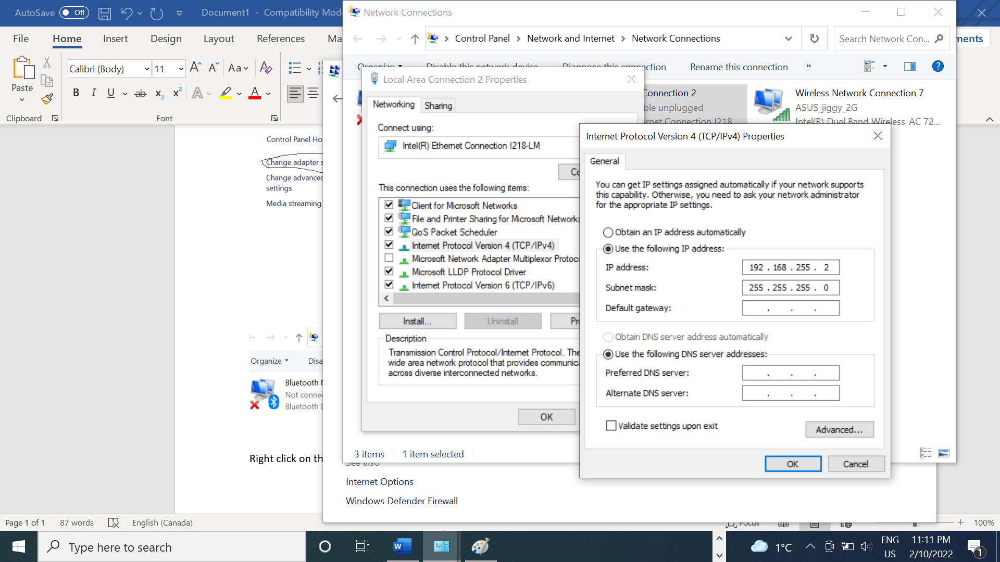 AutoSave Off Document1 - Compatibility Mod
File Home Insert Design Layout References Ma
Calibri (Body) 11 Aa
Paste B I U ab x2 x2 A A
Clipboard Font
Control Panel Ho
Change adapter s
Change advanced
settings
Media streaming
Organize Disa
Bluetooth N
Not connec
Bluetooth D
Right click on th
Network Connections
Control Panel > Network and Internet > Network Connections
Search Network Con...
ments
Organize Disable this network device Diagnose this connection Rename this connection »
Connection 2
ble unplugged
ernet Connection I218-
Wireless Network Connection 7
ASUS_jiggy_2G
Intel(R) Dual Band Wireless-AC 72...
Local Area Connection 2 Properties
Networking Sharing
Connect using:
Intel(R) Ethernet Connection I218-LM
Co
This connection uses the following items:
Client for Microsoft Networks
File and Printer Sharing for Microsoft Networks
QoS Packet Scheduler
Internet Protocol Version 4 (TCP/IPv4)
Microsoft Network Adapter Multiplexor Protoc
Microsoft LLDP Protocol Driver
Internet Protocol Version 6 (TCP/IPv6)
Install... Uninstall Pr
Description
Transmission Control Protocol/Internet Protocol. The
wide area network protocol that provides communica
across diverse interconnected networks.
OK
3 items 1 item selected
See also
Internet Options
Windows Defender Firewall
Internet Protocol Version 4 (TCP/IPv4) Properties
General
You can get IP settings assigned automatically if your network supports
this capability. Otherwise, you need to ask your network administrator
for the appropriate IP settings.
Obtain an IP address automatically
Use the following IP address:
IP address: 192 . 168 . 255 . 2
Subnet mask: 255 . 255 . 255 . 0
Default gateway: . . .
Obtain DNS server address automatically
Use the following DNS server addresses:
Preferred DNS server: . . .
Alternate DNS server: . . .
Validate settings upon exit
Advanced...
OK Cancel
Page 1 of 1 87 words English (Canada) Focus 100%
Type here to search
1°C ENG
US
11:11 PM
2/10/2022
1